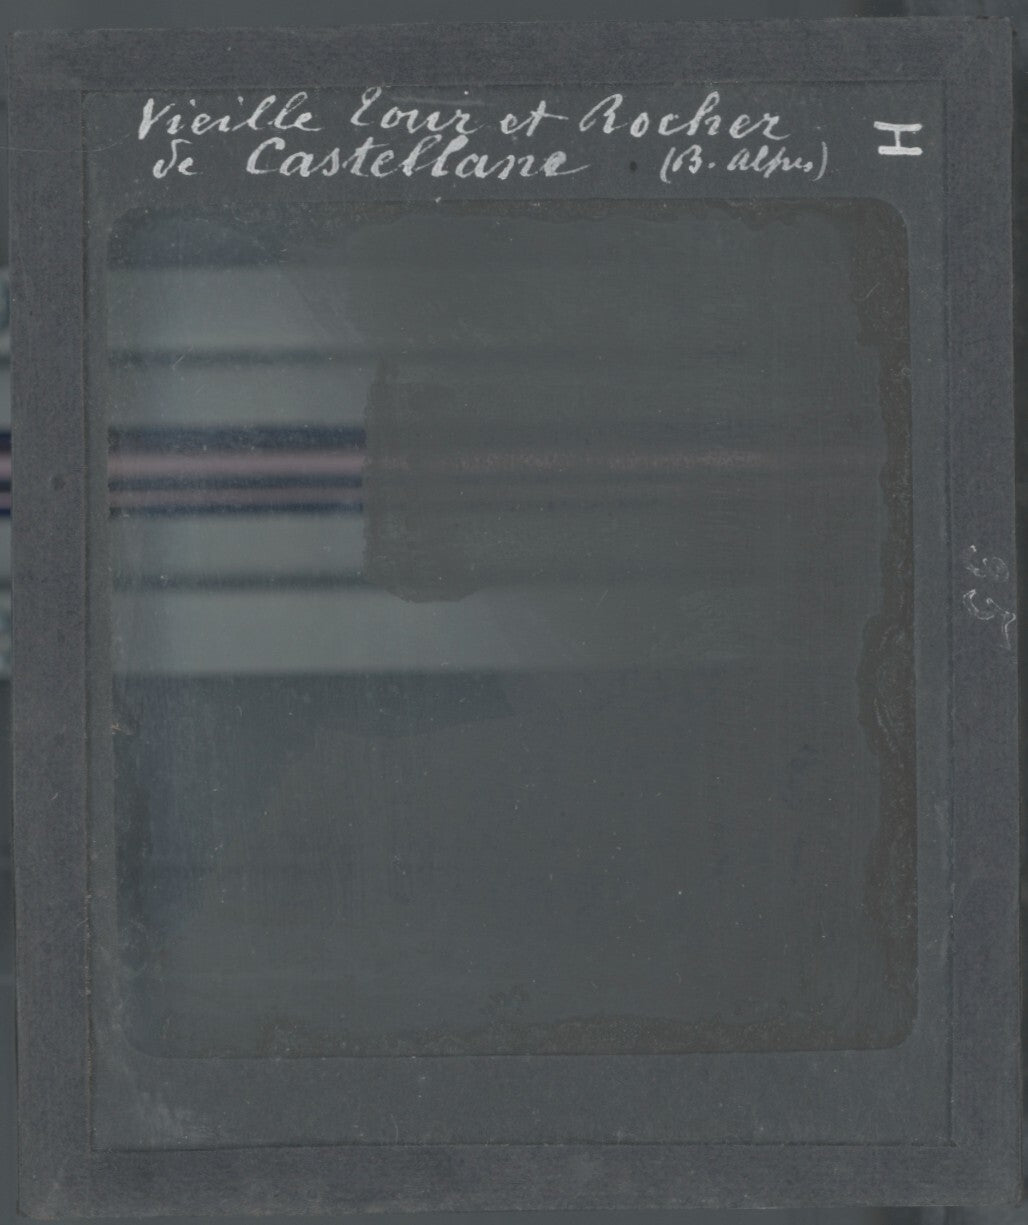 Vieille Tour et Rocher
de Castellane (B. Alpes)
H